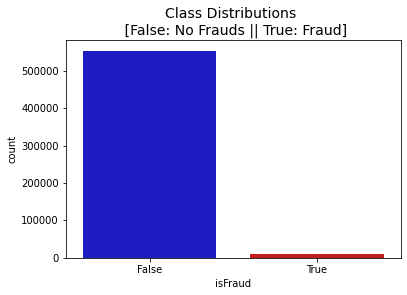 Class Distributions
[False: No Frauds || True: Fraud]
500000
400000
300000
200000
100000
0
count
False
True
isFraud